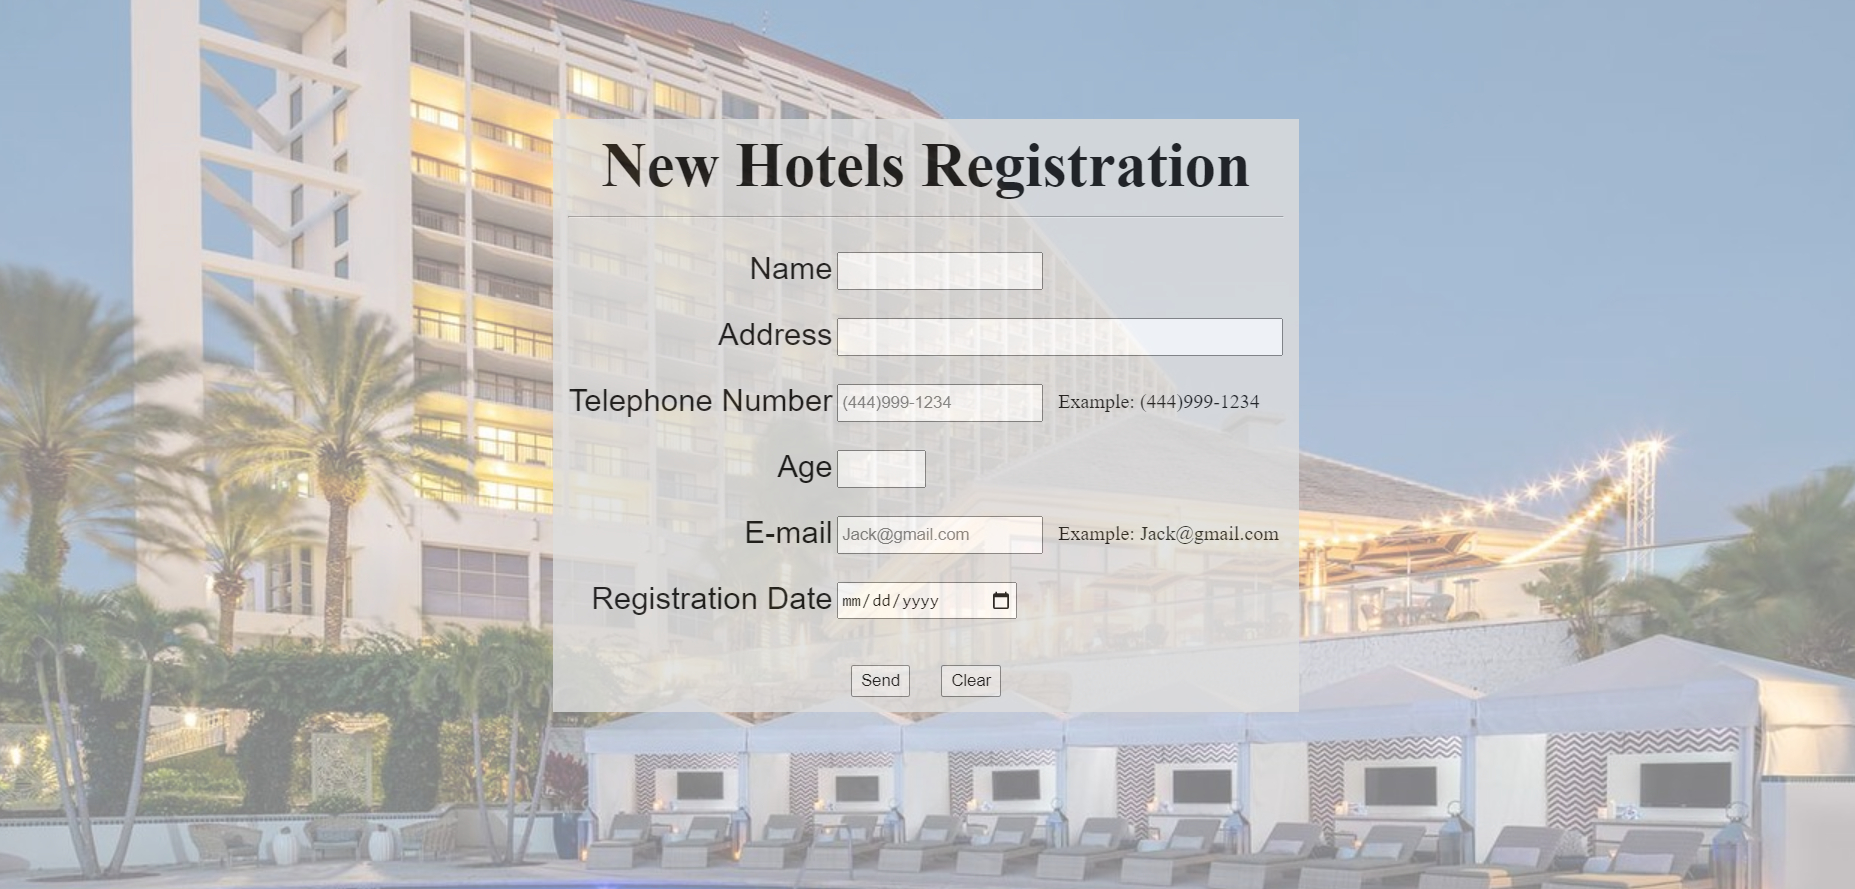 New Hotels Registration
Name
Address
Telephone Number (444)999-1234 Example: (444)999-1234
Age
E-mail Jack@gmail.com Example: Jack@gmail.com
Registration Date mm/dd/yyyy
Send Clear